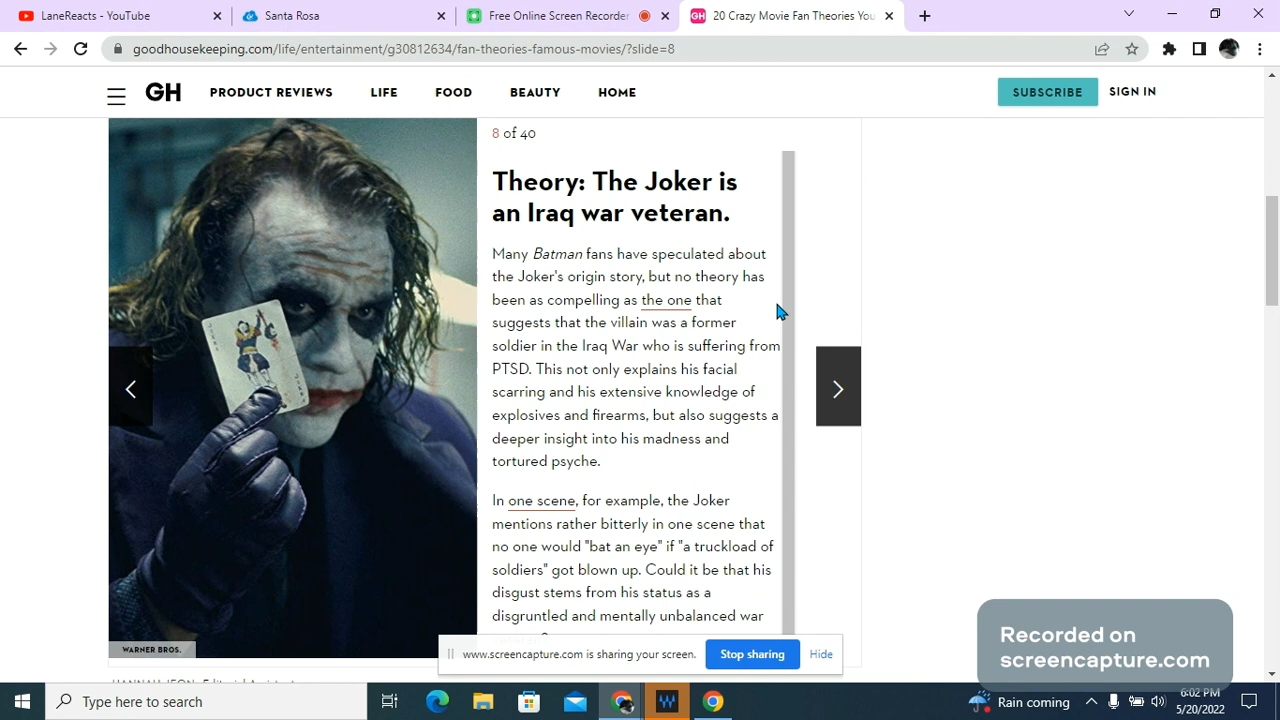 LaneReacts - YouTube
Santa Rosa
Free Online Screen Recorder
GH
20 Crazy Movie Fan Theories You
goodhousekeeping.com/life/entertainment/g30812634/fan-theories-famous-movies/?slide=8
GH
PRODUCT REVIEWS
LIFE
FOOD
BEAUTY
HOME
SUBSCRIBE
SIGN IN
8 of 40
Theory: The Joker is
an Iraq war veteran.
Many Batman fans have speculated about
the Joker's origin story, but no theory has
been as compelling as the one that
suggests that the villain was a former
soldier in the Iraq War who is suffering from
PTSD. This not only explains his facial
scarring and his extensive knowledge of
explosives and firearms, but also suggests a
deeper insight into his madness and
tortured psyche.
In one scene, for example, the Joker
mentions rather bitterly in one scene that
no one would "bat an eye" if "a truckload of
soldiers" got blown up. Could it be that his
disgust stems from his status as a
disgruntled and mentally unbalanced war
JOKER
WARNER BROS.
www.screencapture.com is sharing your screen.
Stop sharing
Hide
Recorded on
screencapture.com
Type here to search
Rain coming
6:02 PM
5/20/2022